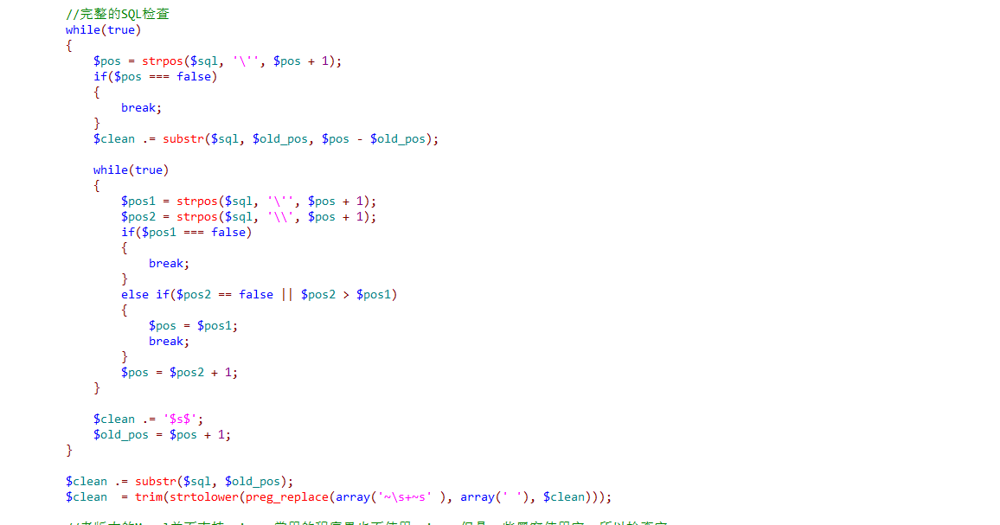 //完整的SQL检查
while(true)
{
$pos = strpos($sql, '\'', $pos + 1);
if($pos === false)
{
break;
}
$clean .= substr($sql, $old_pos, $pos - $old_pos);
while(true)
{
$pos1 = strpos($sql, '\'', $pos + 1);
$pos2 = strpos($sql, '\\', $pos + 1);
if($pos1 === false)
{
break;
}
else if($pos2 == false || $pos2 > $pos1)
{
$pos = $pos1;
break;
}
$pos = $pos2 + 1;
}
$clean .= '$s$';
$old_pos = $pos + 1;
}
$clean .= substr($sql, $old_pos);
$clean  = trim(strtolower(preg_replace(array('~\s+~s' ), array(' '), $clean)));